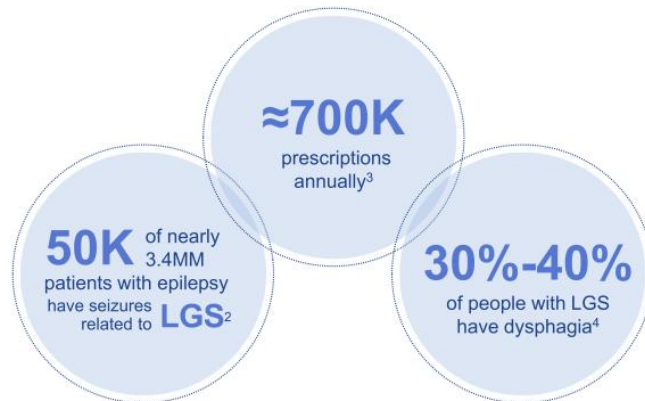 ≈700K
prescriptions
annually³
50K of nearly
3.4MM
patients with epilepsy
have seizures
related to LGS²
30%-40%
of people with LGS
have dysphagia⁴